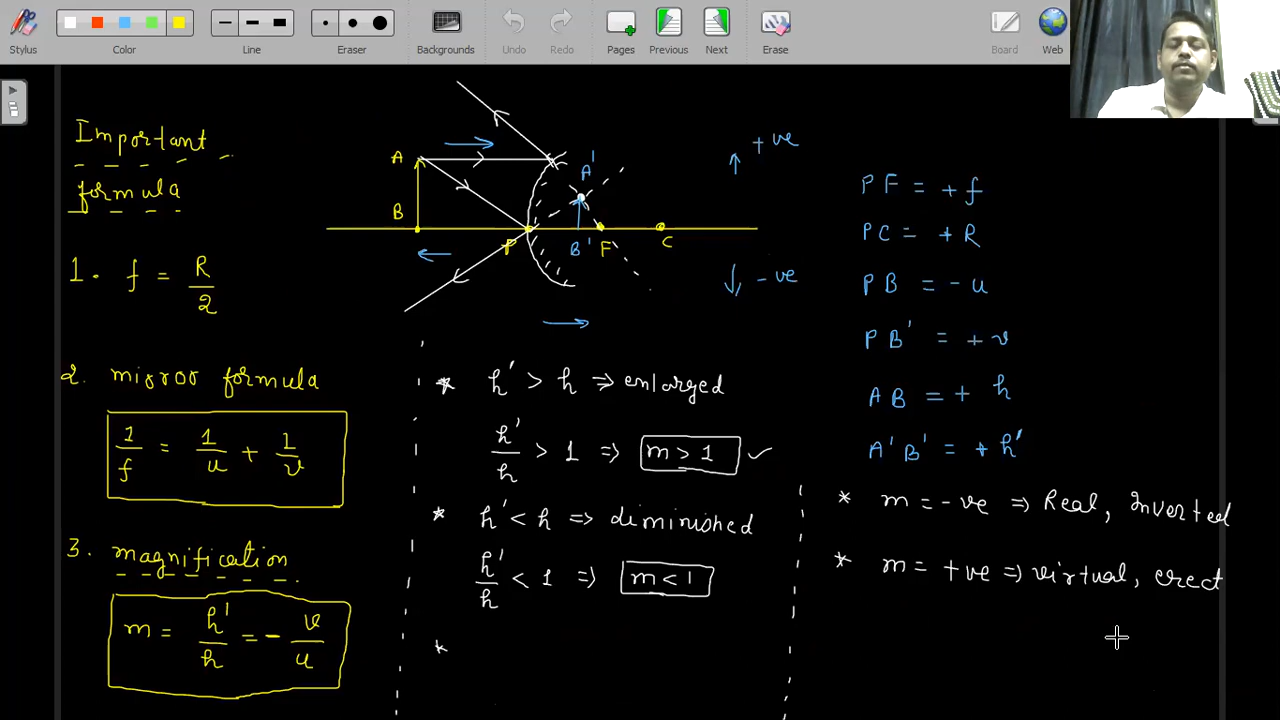 Stylus
Color
Line
Eraser
Backgrounds
Undo
Redo
Pages
Previous
Next
Erase
Board
Web
Important
formula
1. f = R/2
2. mirror formula
1/f = 1/u + 1/v
3. magnification
m = h'/h = - v/u
A
B
P
A'
B'
F
C
+ve
-ve
* h' > h ⇒ enlarged
h'/h > 1 ⇒ m > 1 ✓
* h' < h ⇒ diminished
h'/h < 1 ⇒ m < 1
*
PF = + f
PC = + R
PB = - u
PB' = + v
AB = + h
A'B' = + h'
* m = -ve ⇒ Real, Inverted
* m = +ve ⇒ virtual, erect